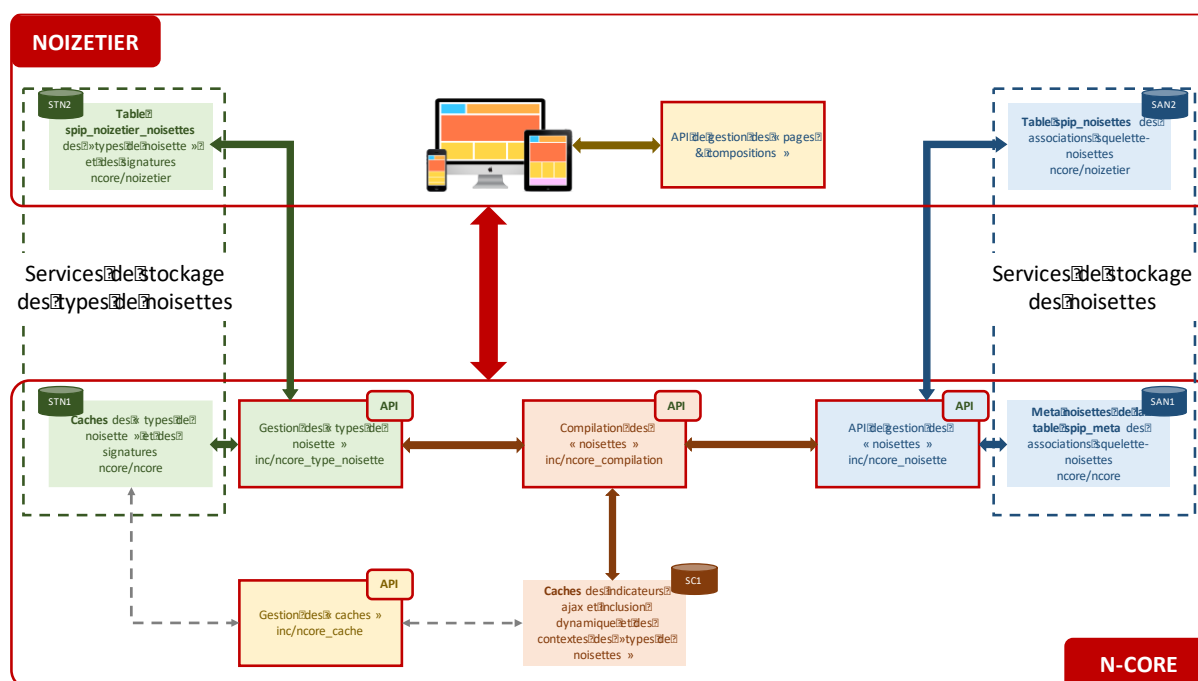 NOIZETIER
STN2
Table
spip_noizetier_noisettes
des »types de noisette »
et des signatures
ncore/noizetier
API de gestion des « pages
& compositions »
SAN2
Table spip_noisettes des
associations squelette-
noisettes
ncore/noizetier
Services de stockage
des types de noisettes
Services de stockage
des noisettes
STN1
Caches des « types de
noisette » et des
signatures
ncore/ncore
API
Gestion des « types de
noisette »
inc/ncore_type_noisette
API
Compilation des
« noisettes »
inc/ncore_compilation
API
API de gestion des
« noisettes »
inc/ncore_noisette
SAN1
Meta noisettes de la
table spip_meta des
associations squelette-
noisettes
ncore/ncore
API
Gestion des « caches »
inc/ncore_cache
SC1
Caches des indicateurs
ajax et inclusion
dynamique et des
contextes des »types de
noisettes »
N-CORE